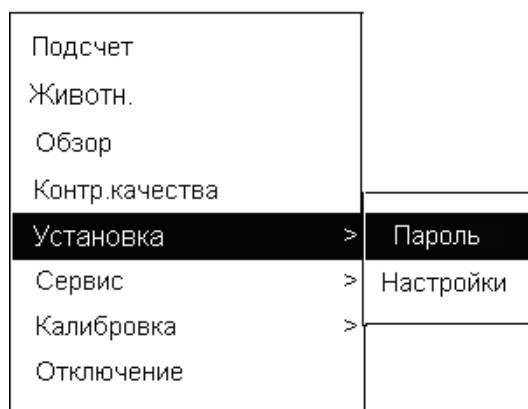 Подсчет
Животн.
Обзор
Контр.качества
Установка >
Пароль
Сервис >
Настройки
Калибровка >
Отключение